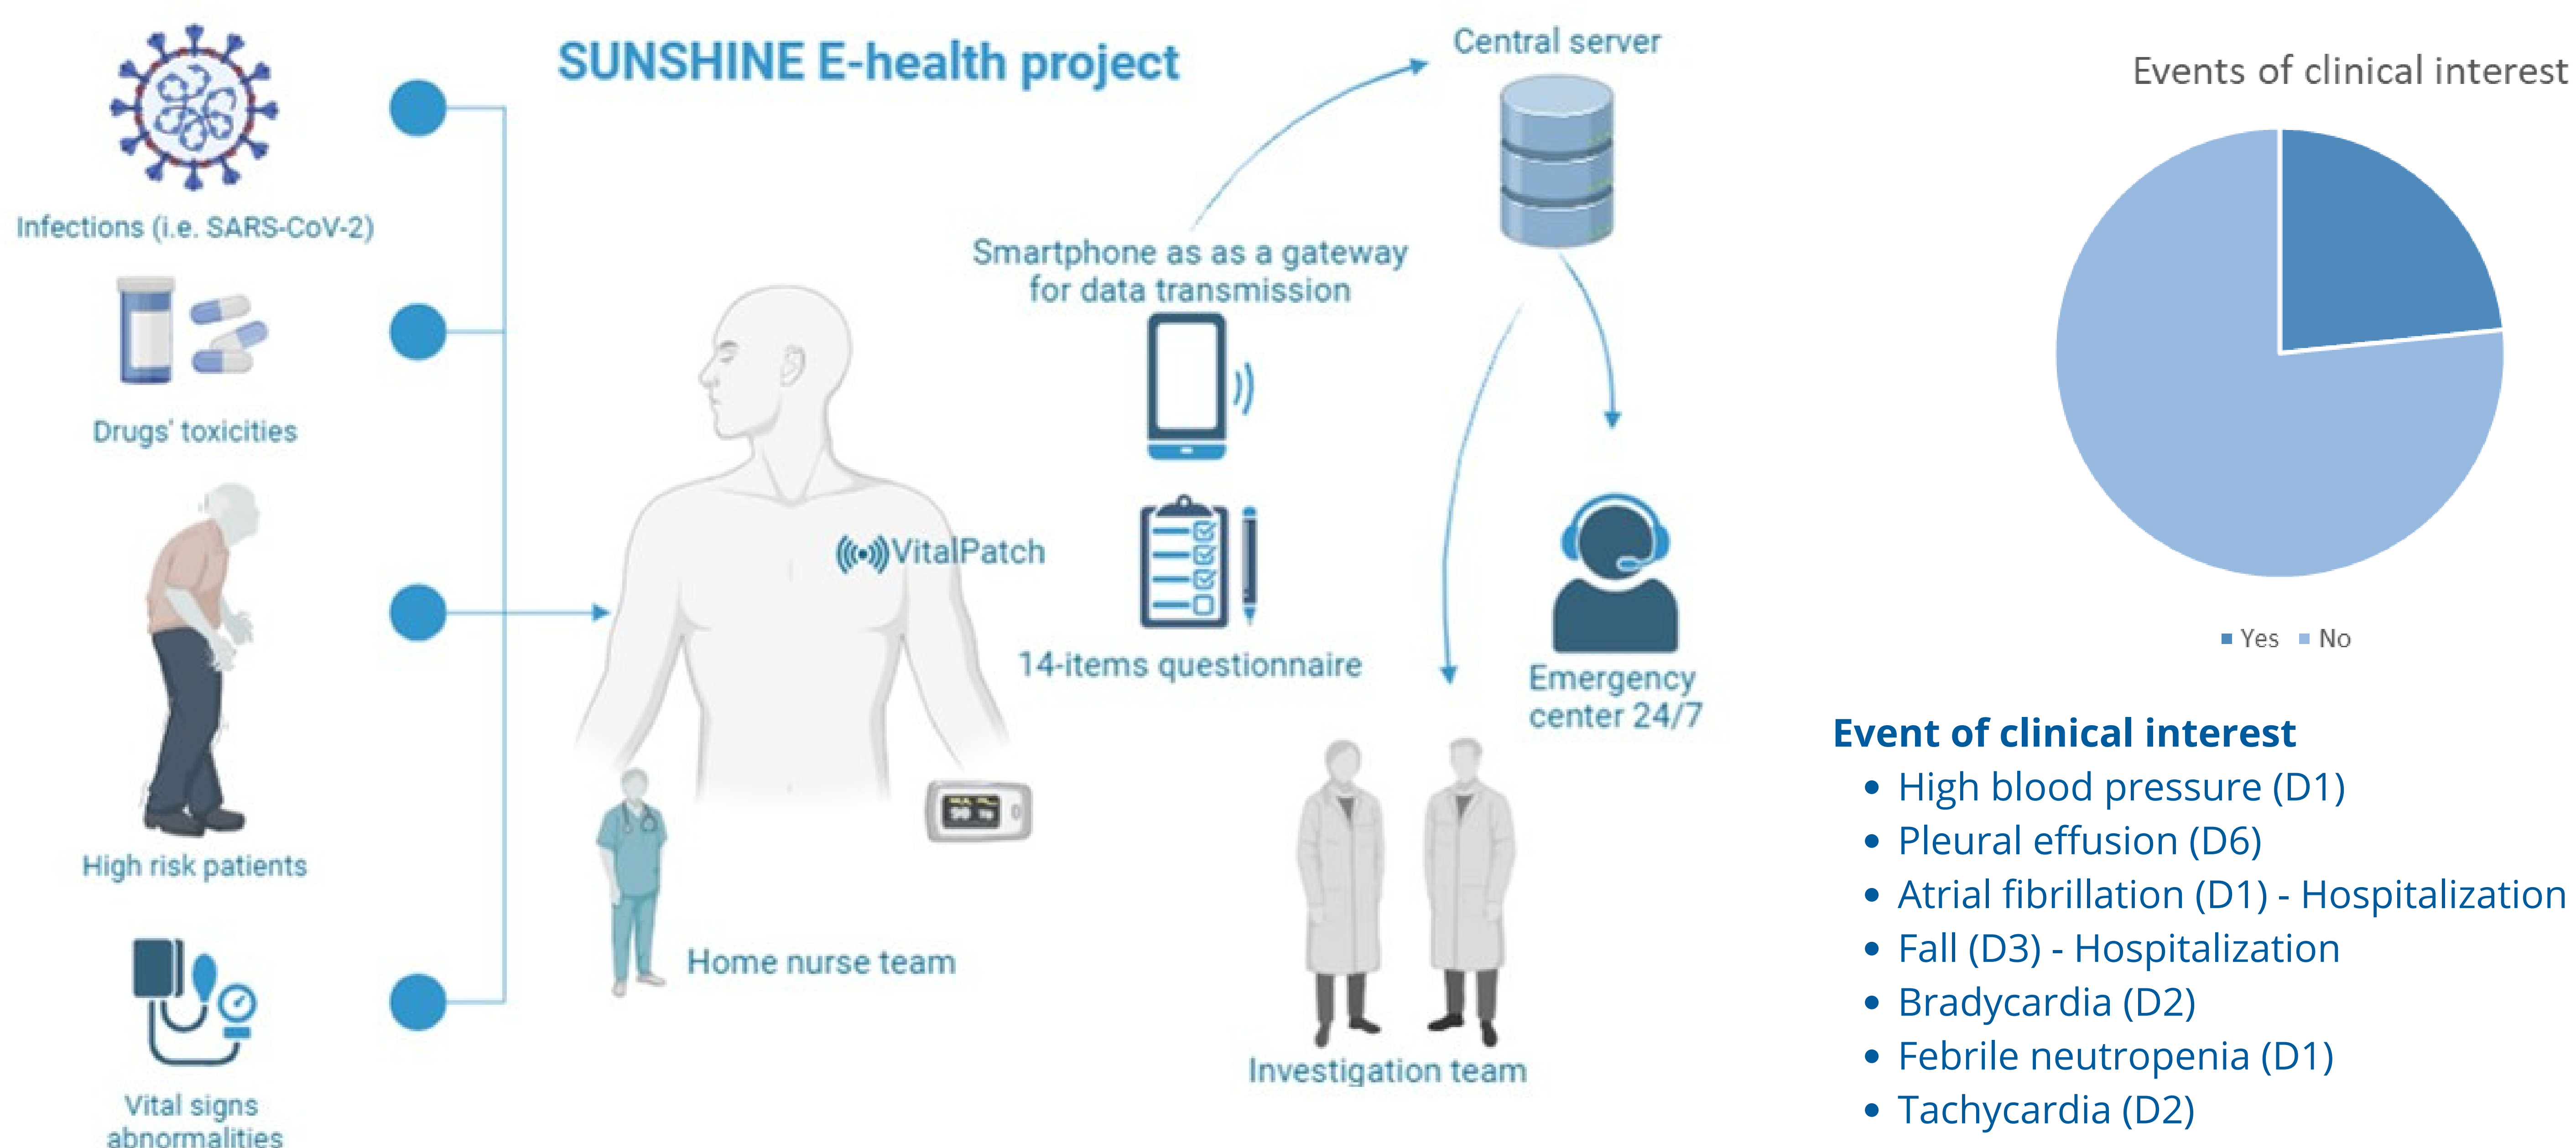 SUNSHINE E-health project
Infections (i.e. SARS-CoV-2)
Drugs' toxicities
High risk patients
Vital signs
abnormalities
VitalPatch
Home nurse team
Smartphone as as a gateway
for data transmission
14-items questionnaire
Central server
Emergency
center 24/7
Investigation team
Events of clinical interest
Yes No
Event of clinical interest
• High blood pressure (D1)
• Pleural effusion (D6)
• Atrial fibrillation (D1) - Hospitalization
• Fall (D3) - Hospitalization
• Bradycardia (D2)
• Febrile neutropenia (D1)
• Tachycardia (D2)